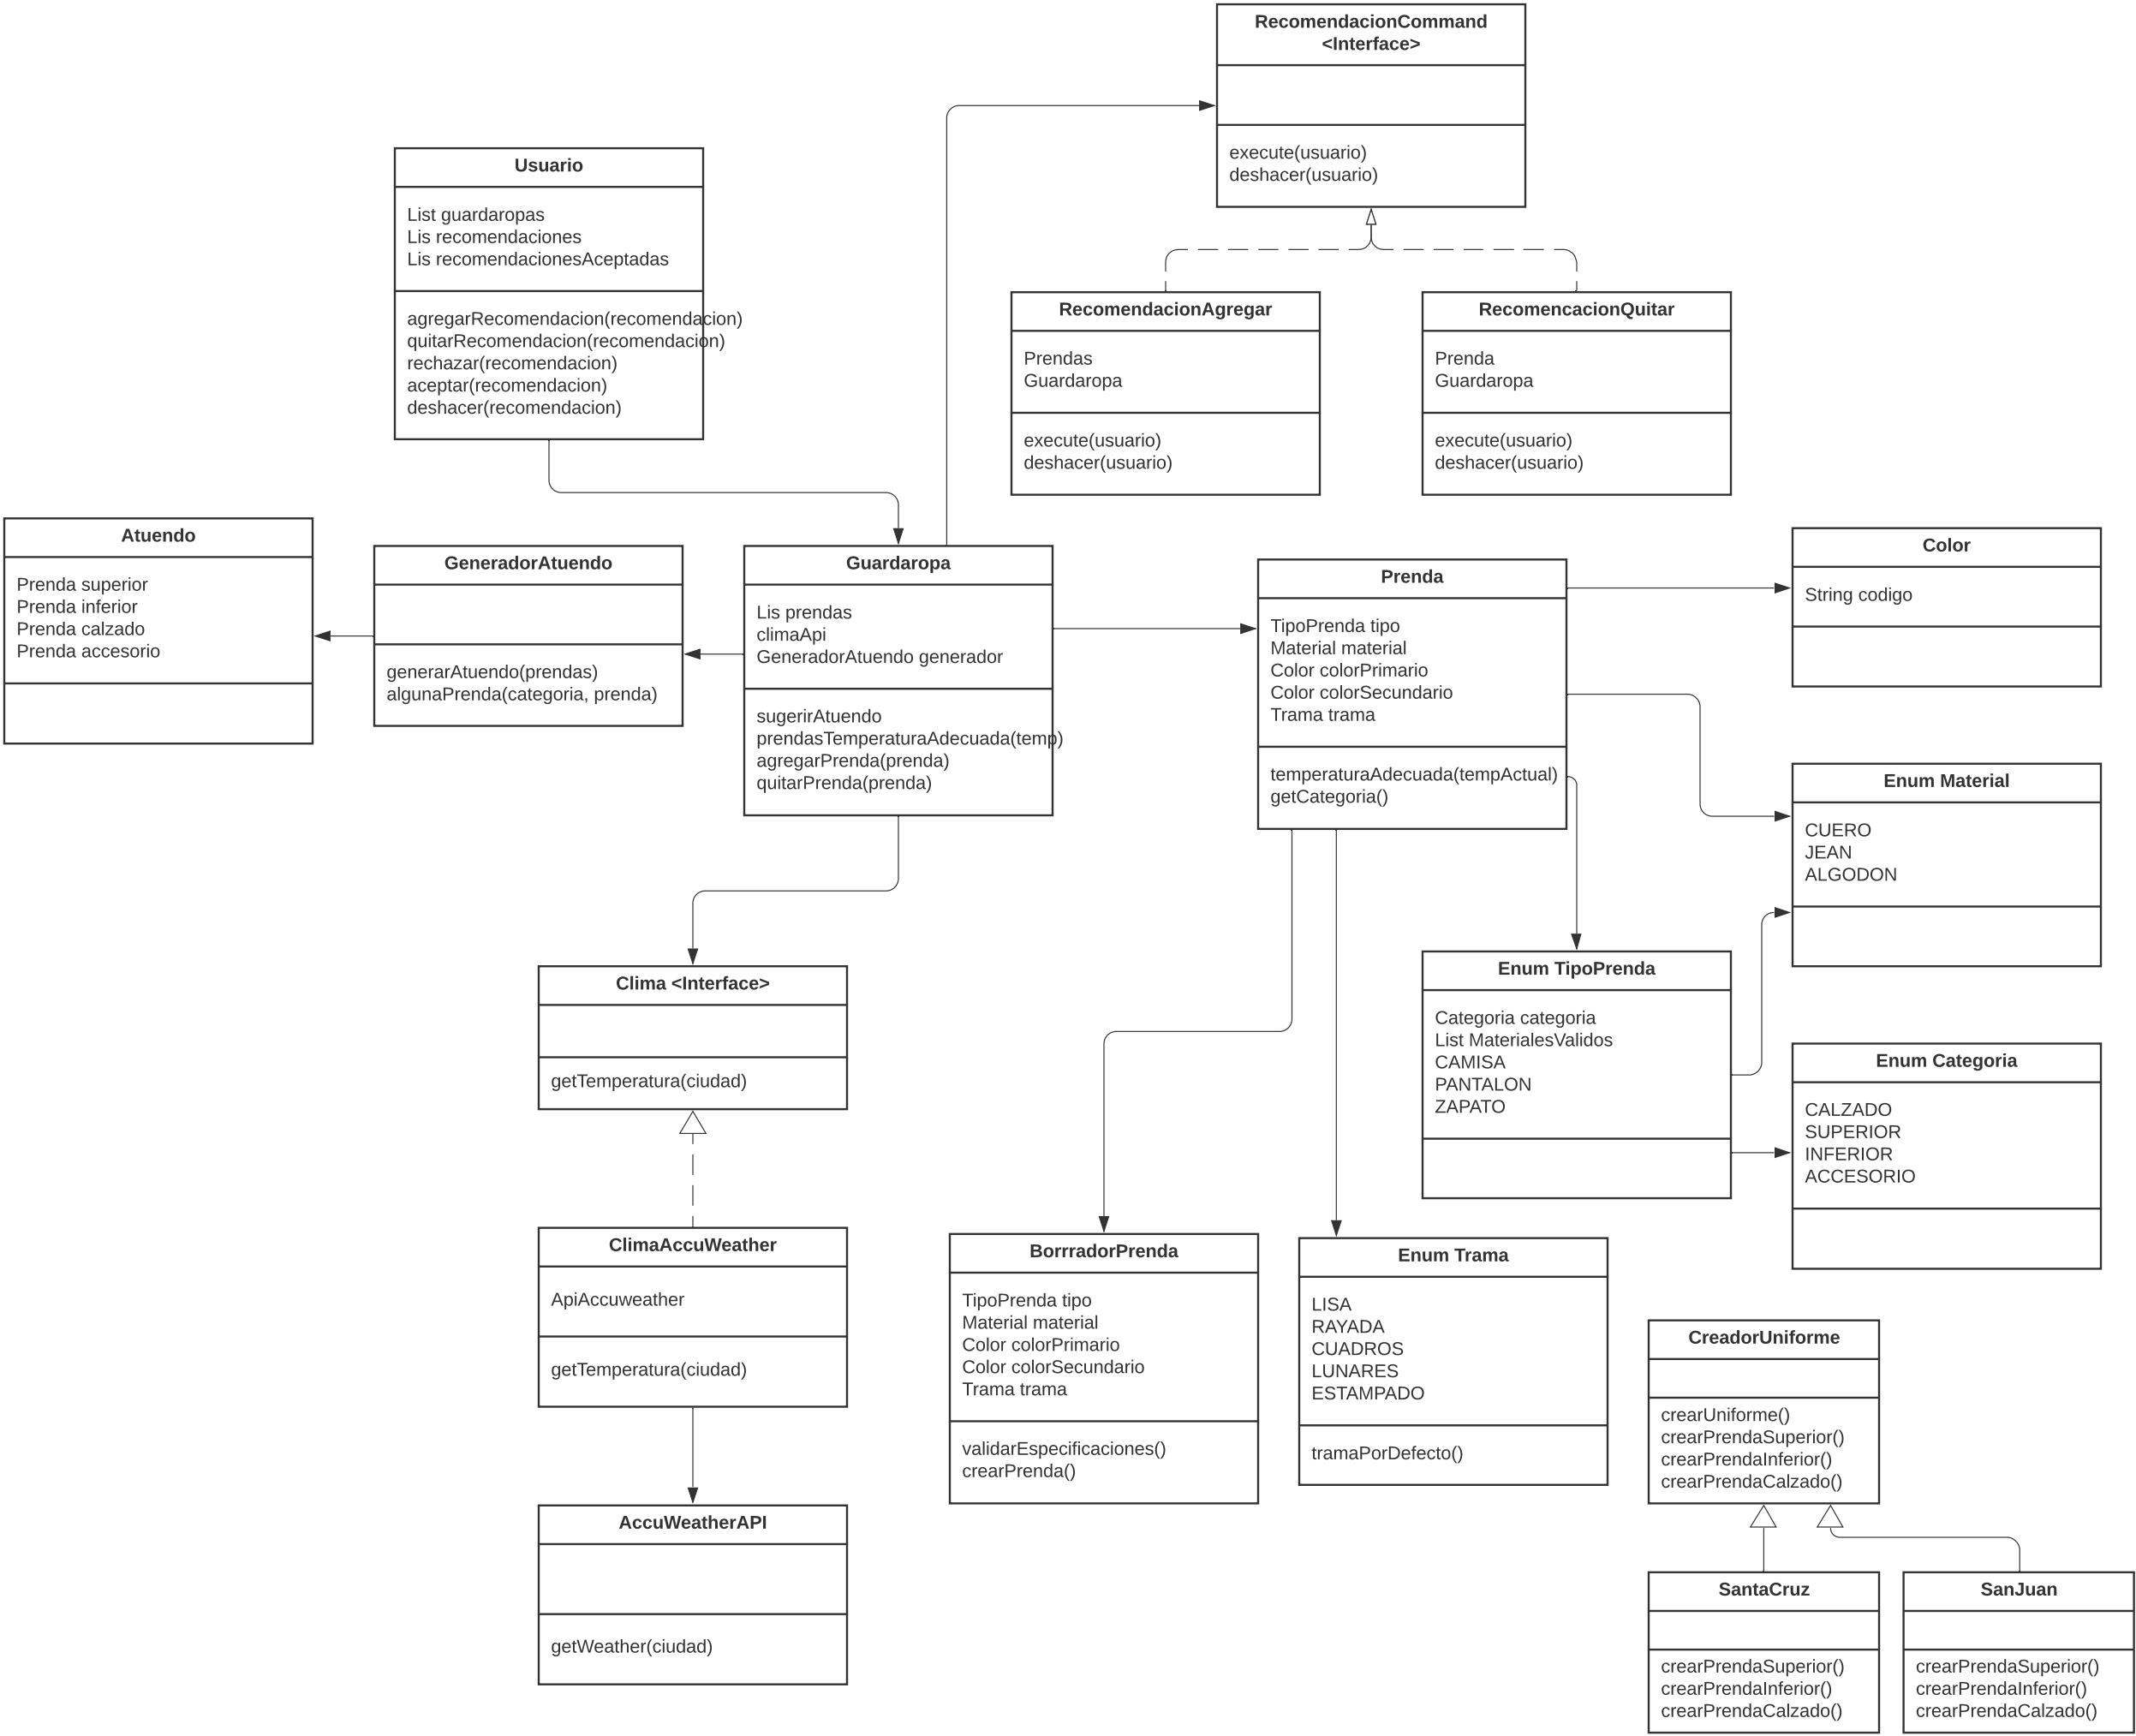 RecomendacionCommand
<Interface>
execute(usuario)
deshacer(usuario)
Usuario
List guardaropas
Lis recomendaciones
Lis recomendacionesAceptadas
agregarRecomendacion(recomendacion)
quitarRecomendacion(recomendacion)
rechazar(recomendacion)
aceptar(recomendacion)
deshacer(recomendacion)
RecomendacionAgregar
Prendas
Guardaropa
execute(usuario)
deshacer(usuario)
RecomencacionQuitar
Prenda
Guardaropa
execute(usuario)
deshacer(usuario)
Atuendo
Prenda superior
Prenda inferior
Prenda calzado
Prenda accesorio
GeneradorAtuendo
generarAtuendo(prendas)
algunaPrenda(categoria, prenda)
Guardaropa
Lis prendas
climaApi
GeneradorAtuendo generador
sugerirAtuendo
prendasTemperaturaAdecuada(temp)
agregarPrenda(prenda)
quitarPrenda(prenda)
Prenda
TipoPrenda tipo
Material material
Color colorPrimario
Color colorSecundario
Trama trama
temperaturaAdecuada(tempActual)
getCategoria()
Color
String codigo
Enum Material
CUERO
JEAN
ALGODON
Clima <Interface>
getTemperatura(ciudad)
Enum TipoPrenda
Categoria categoria
List MaterialesValidos
CAMISA
PANTALON
ZAPATO
Enum Categoria
CALZADO
SUPERIOR
INFERIOR
ACCESORIO
ClimaAccuWeather
ApiAccuweather
getTemperatura(ciudad)
BorrradorPrenda
TipoPrenda tipo
Material material
Color colorPrimario
Color colorSecundario
Trama trama
validarEspecificaciones()
crearPrenda()
Enum Trama
LISA
RAYADA
CUADROS
LUNARES
ESTAMPADO
tramaPorDefecto()
CreadorUniforme
crearUniforme()
crearPrendaSuperior()
crearPrendaInferior()
crearPrendaCalzado()
AccuWeatherAPI
getWeather(ciudad)
SantaCruz
crearPrendaSuperior()
crearPrendaInferior()
crearPrendaCalzado()
SanJuan
crearPrendaSuperior()
crearPrendaInferior()
crearPrendaCalzado()